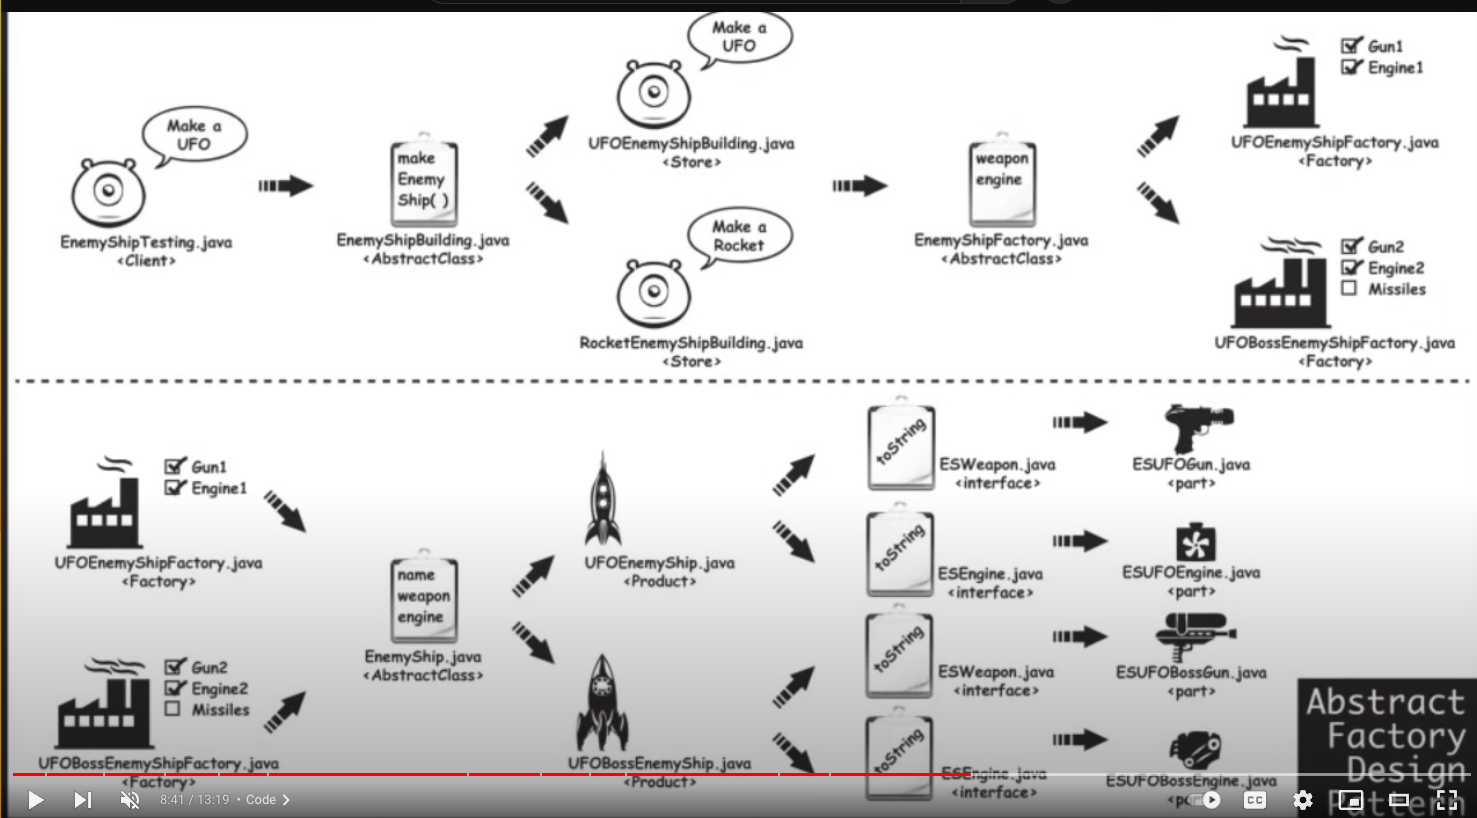 Make a
UFO
EnemyShipTesting.java
<Client>
make
Enemy
Ship( )
EnemyShipBuilding.java
<AbstractClass>
Make a
UFO
UFOEnemyShipBuilding.java
<Store>
Make a
Rocket
RocketEnemyShipBuilding.java
<Store>
weapon
engine
EnemyShipFactory.java
<AbstractClass>
Gun1
Engine1
UFOEnemyShipFactory.java
<Factory>
Gun2
Engine2
Missiles
UFOBossEnemyShipFactory.java
<Factory>
Gun1
Engine1
UFOEnemyShipFactory.java
<Factory>
Gun2
Engine2
Missiles
UFOBossEnemyShipFactory.java
<Factory>
name
weapon
engine
EnemyShip.java
<AbstractClass>
UFOEnemyShip.java
<Product>
UFOBossEnemyShip.java
<Product>
toString
ESWeapon.java
<interface>
ESUFOGun.java
<part>
toString
ESEngine.java
<interface>
ESUFOEngine.java
<part>
toString
ESWeapon.java
<interface>
ESUFOBossGun.java
<part>
toString
ESEngine.java
<interface>
ESUFOBossEngine.java
Abstract
Factory
Design
Pattern
8:41 / 13:19 • Code
CC